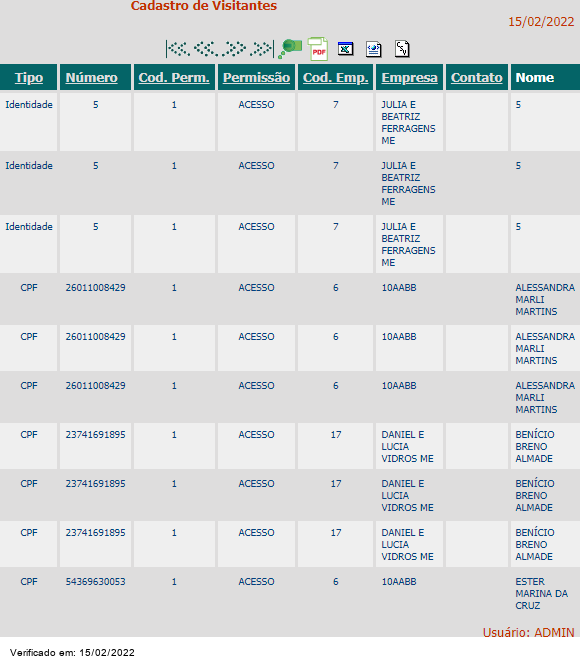 Cadastro de Visitantes
15/02/2022
PDF
Tipo Número Cod. Perm. Permissão Cod. Emp. Empresa Contato Nome
Identidade 5 1 ACESSO 7 JULIA E 5
BEATRIZ
FERRAGENS
ME
Identidade 5 1 ACESSO 7 JULIA E 5
BEATRIZ
FERRAGENS
ME
Identidade 5 1 ACESSO 7 JULIA E 5
BEATRIZ
FERRAGENS
ME
CPF 26011008429 1 ACESSO 6 10AABB ALESSANDRA
MARLI
MARTINS
CPF 26011008429 1 ACESSO 6 10AABB ALESSANDRA
MARLI
MARTINS
CPF 26011008429 1 ACESSO 6 10AABB ALESSANDRA
MARLI
MARTINS
CPF 23741691895 1 ACESSO 17 DANIEL E BENÍCIO
LUCIA BRENO
VIDROS ME ALMADE
CPF 23741691895 1 ACESSO 17 DANIEL E BENÍCIO
LUCIA BRENO
VIDROS ME ALMADE
CPF 23741691895 1 ACESSO 17 DANIEL E BENÍCIO
LUCIA BRENO
VIDROS ME ALMADE
CPF 54369630053 1 ACESSO 6 10AABB ESTER
MARINA DA
CRUZ
Usuário: ADMIN
Verificado em: 15/02/2022